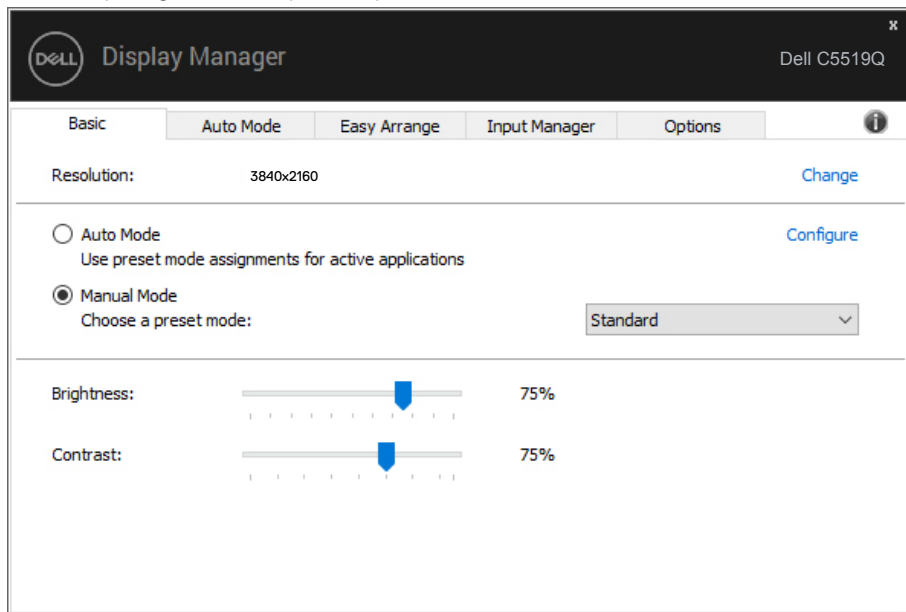 x
DELL Display Manager Dell C5519Q
Basic Auto Mode Easy Arrange Input Manager Options i
Resolution: 3840x2160 Change
Auto Mode Configure
Use preset mode assignments for active applications
Manual Mode
Choose a preset mode: Standard
Brightness: 75%
Contrast: 75%